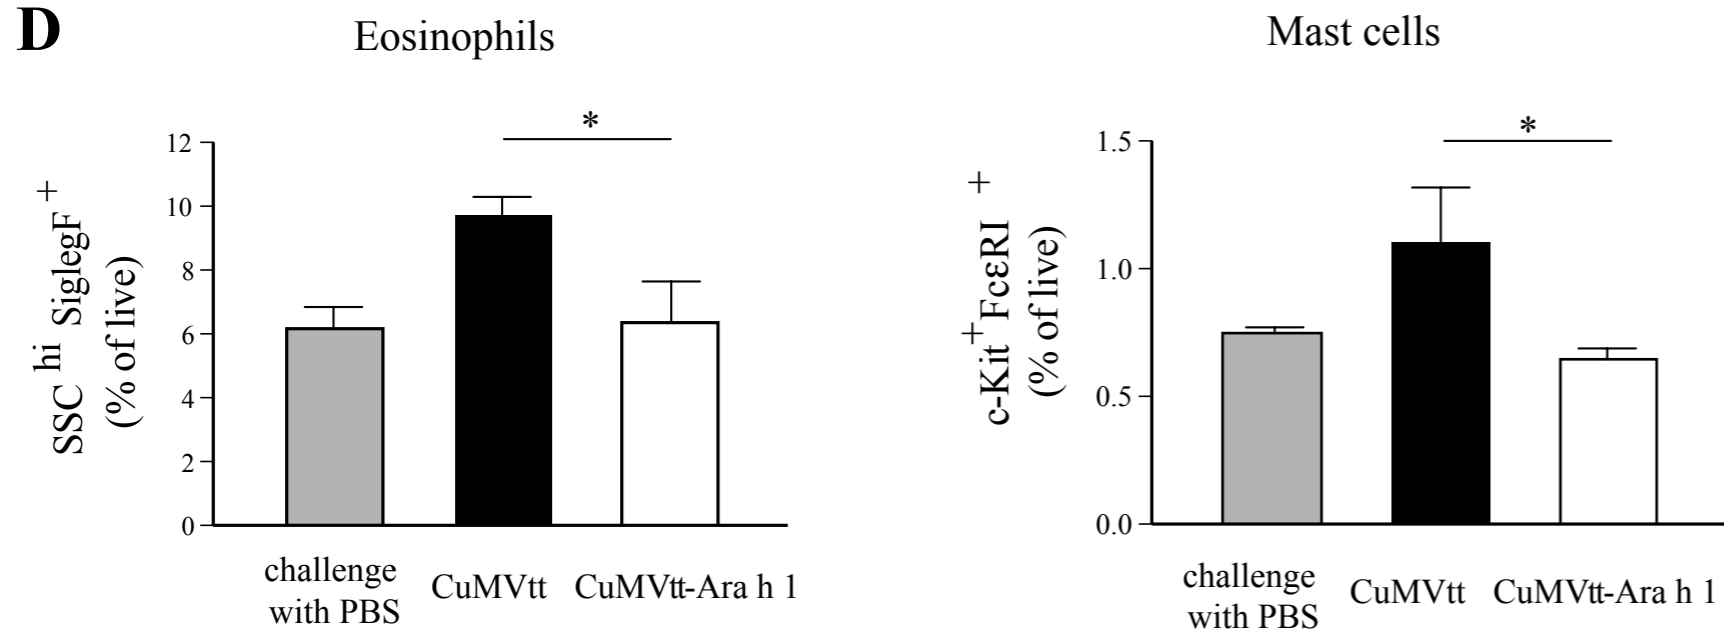 D
Eosinophils
*
12
10
8
6
4
2
0
SSC hi SiglegF +
(% of live)
challenge
with PBS
CuMVtt
CuMVtt-Ara h 1
Mast cells
*
1.5
1.0
0.5
0.0
c-Kit + FcεRI +
(% of live)
challenge
with PBS
CuMVtt
CuMVtt-Ara h 1